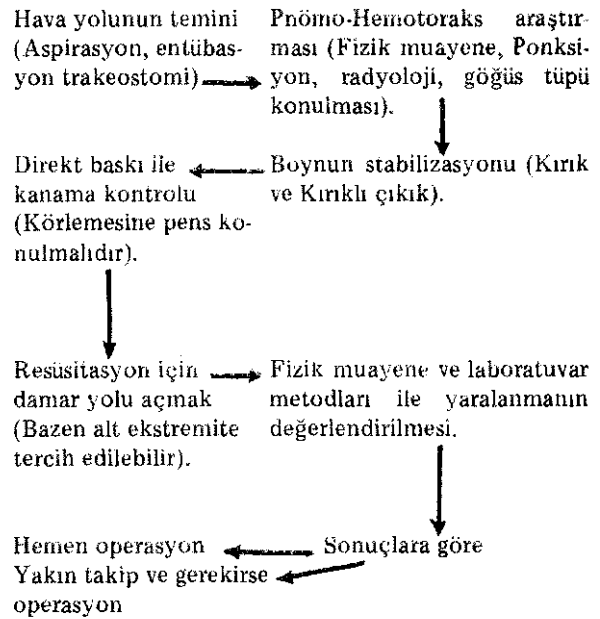 Hava yolunun temini
(Aspirasyon, entübas-
yon trakeostomi)
Pnömo-Hemotoraks araştır-
ması (Fizik muayene, Ponksi-
yon, radyoloji, göğüs tüpü
konulması).
Boynun stabilizasyonu (Kırık
ve Kırıklı çıkık).
Direkt baskı ile
kanama kontrolu
(Körlemesine pens ko-
nulmalıdır).
Resüsitasyon için
damar yolu açmak
(Bazen alt ekstremite
tercih edilebilir).
Fizik muayene ve laboratuvar
metodları ile yaralanmanın
değerlendirilmesi.
Sonuçlara göre
Hemen operasyon
Yakın takip ve gerekirse
operasyon